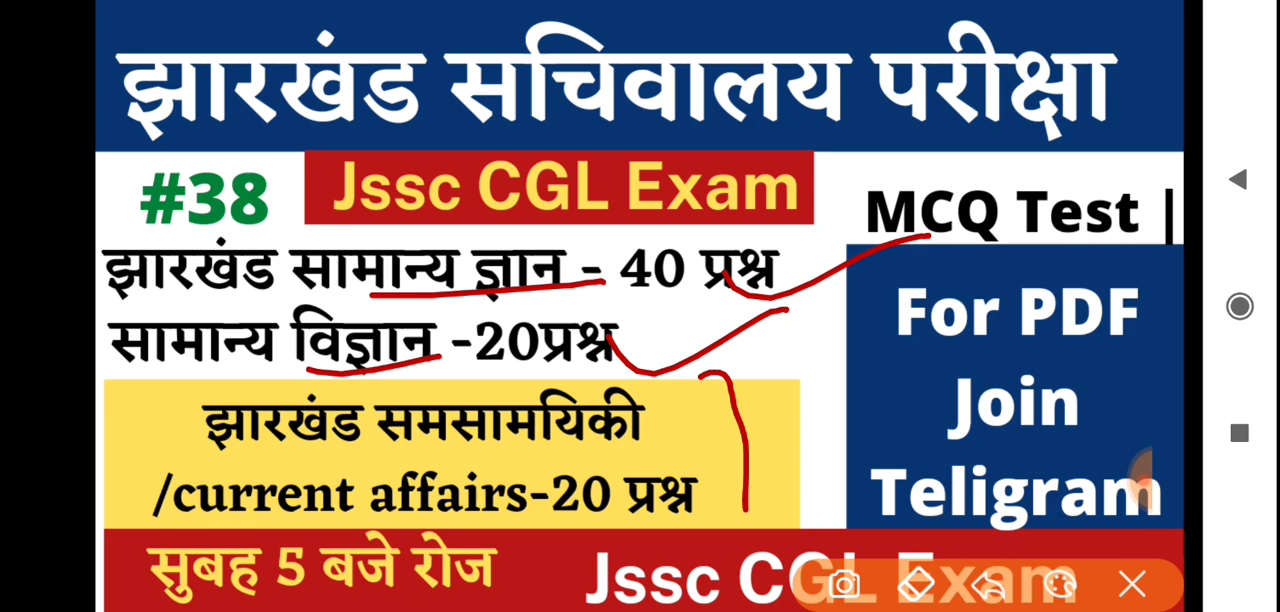 झारखंड सचिवालय परीक्षा
#38
Jssc CGL Exam
MCQ Test |
झारखंड सामान्य ज्ञान - 40 प्रश्न
सामान्य विज्ञान -20प्रश्न
झारखंड समसामयिकी
/current affairs-20 प्रश्न
For PDF
Join
Teligram
सुबह 5 बजे रोज
Jssc CGL Exam